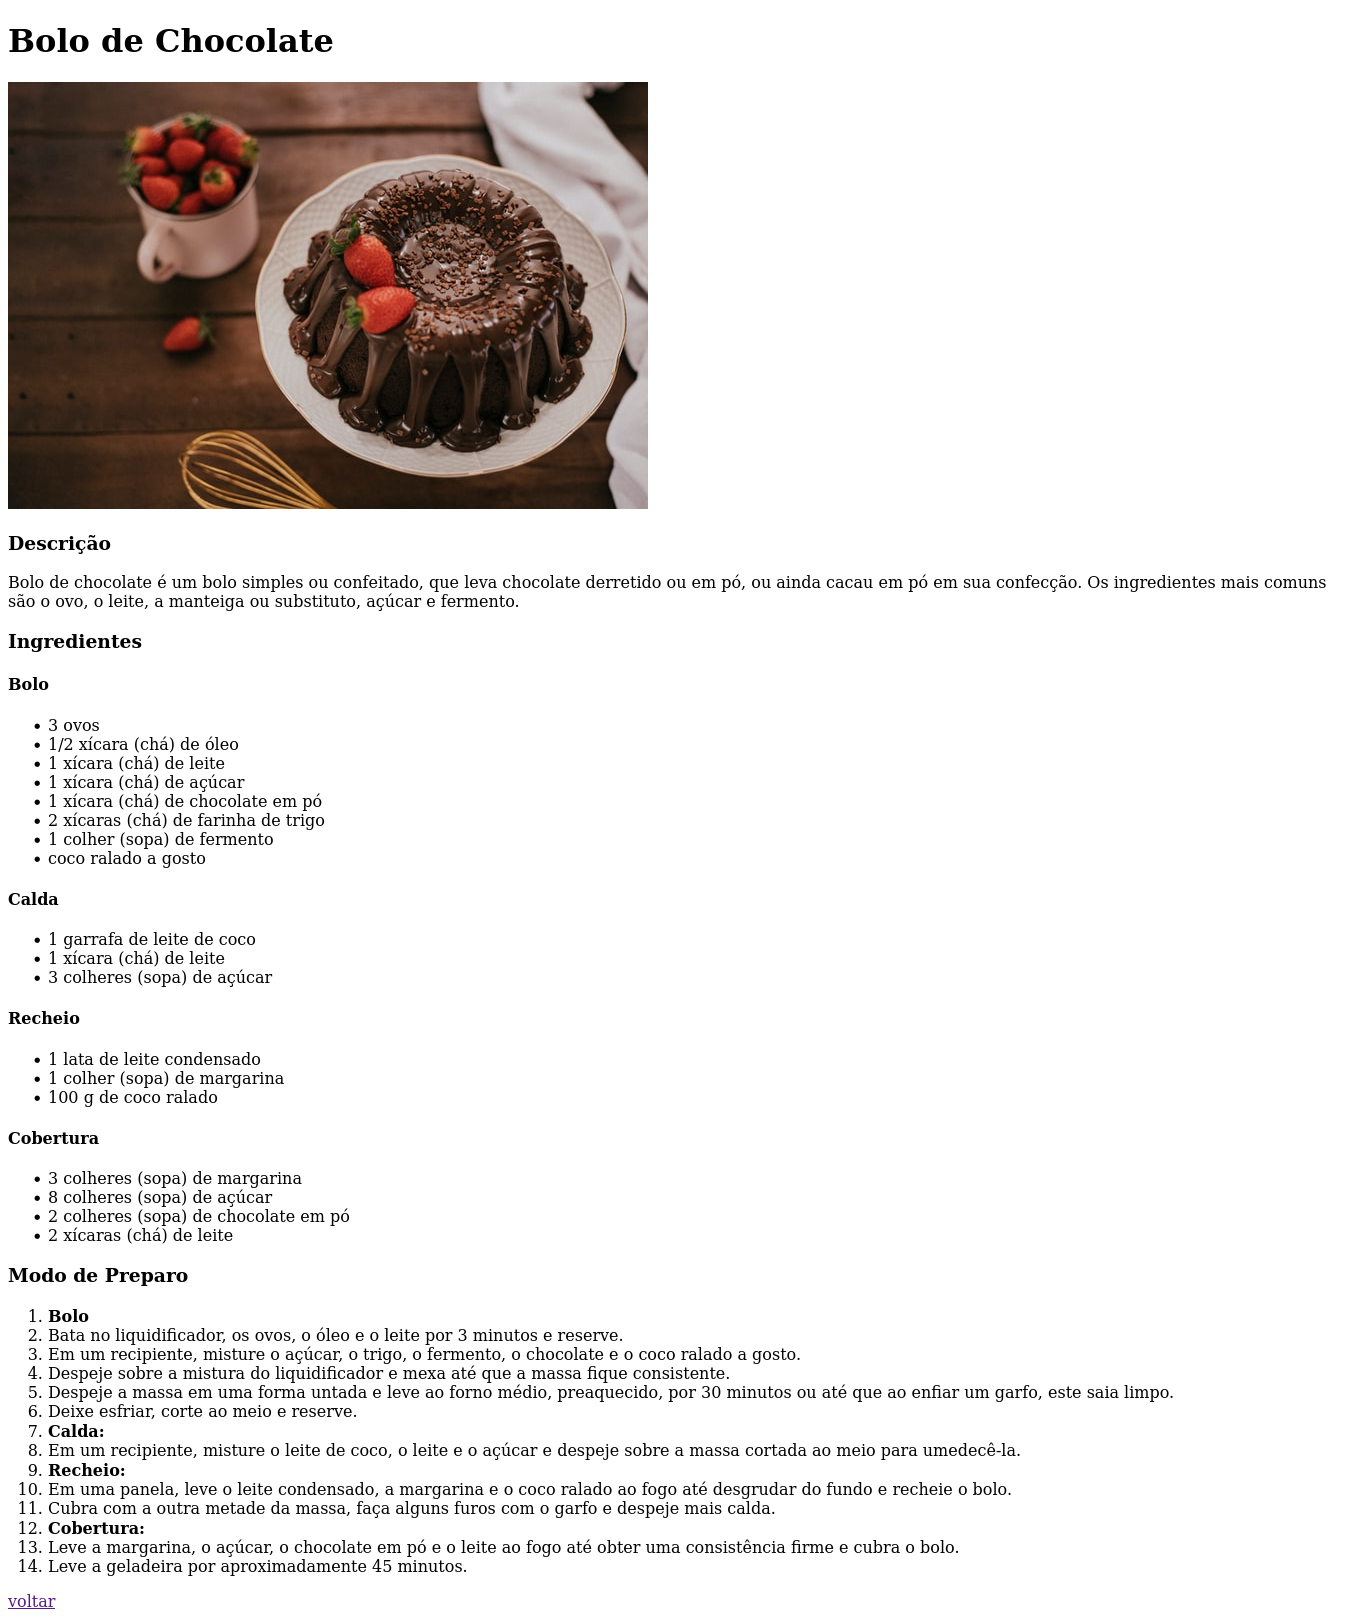 Bolo de Chocolate
Descrição
Bolo de chocolate é um bolo simples ou confeitado, que leva chocolate derretido ou em pó, ou ainda cacau em pó em sua confecção. Os ingredientes mais comuns
são o ovo, o leite, a manteiga ou substituto, açúcar e fermento.
Ingredientes
Bolo
• 3 ovos
• 1/2 xícara (chá) de óleo
• 1 xícara (chá) de leite
• 1 xícara (chá) de açúcar
• 1 xícara (chá) de chocolate em pó
• 2 xícaras (chá) de farinha de trigo
• 1 colher (sopa) de fermento
• coco ralado a gosto
Calda
• 1 garrafa de leite de coco
• 1 xícara (chá) de leite
• 3 colheres (sopa) de açúcar
Recheio
• 1 lata de leite condensado
• 1 colher (sopa) de margarina
• 100 g de coco ralado
Cobertura
• 3 colheres (sopa) de margarina
• 8 colheres (sopa) de açúcar
• 2 colheres (sopa) de chocolate em pó
• 2 xícaras (chá) de leite
Modo de Preparo
1. Bolo
2. Bata no liquidificador, os ovos, o óleo e o leite por 3 minutos e reserve.
3. Em um recipiente, misture o açúcar, o trigo, o fermento, o chocolate e o coco ralado a gosto.
4. Despeje sobre a mistura do liquidificador e mexa até que a massa fique consistente.
5. Despeje a massa em uma forma untada e leve ao forno médio, preaquecido, por 30 minutos ou até que ao enfiar um garfo, este saia limpo.
6. Deixe esfriar, corte ao meio e reserve.
7. Calda:
8. Em um recipiente, misture o leite de coco, o leite e o açúcar e despeje sobre a massa cortada ao meio para umedecê-la.
9. Recheio:
10. Em uma panela, leve o leite condensado, a margarina e o coco ralado ao fogo até desgrudar do fundo e recheie o bolo.
11. Cubra com a outra metade da massa, faça alguns furos com o garfo e despeje mais calda.
12. Cobertura:
13. Leve a margarina, o açúcar, o chocolate em pó e o leite ao fogo até obter uma consistência firme e cubra o bolo.
14. Leve a geladeira por aproximadamente 45 minutos.
voltar